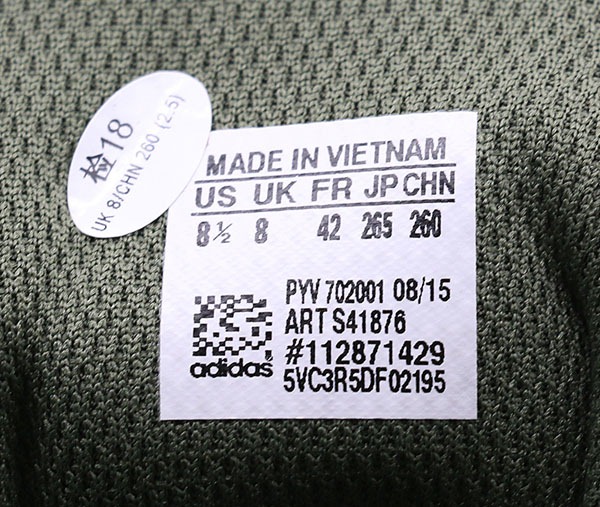 检18
UK 8/CHN 260 (2.5)
MADE IN VIETNAM
US UK FR JP CHN
8½ 8 42 265 260
PYV 702001 08/15
ART S41876
#112871429
5VC3R5DF02195
adidas